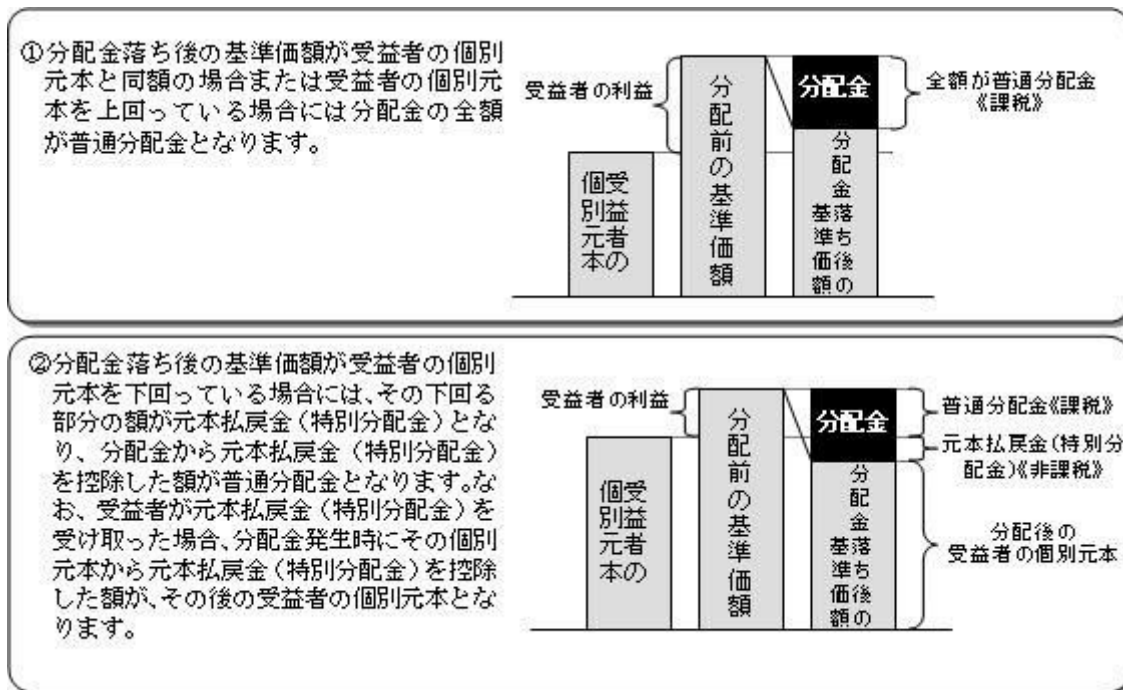 ①分配金落ち後の基準価額が受益者の個別
元本と同額の場合または受益者の個別元
本を上回っている場合には分配金の全額
が普通分配金となります。
受益者の利益
分配前の基準価額
分配金
全額が普通分配金
《課税》
受益者の
個別元本
分配金落ち後の
基準価額
②分配金落ち後の基準価額が受益者の個別
元本を下回っている場合には、その下回る
部分の額が元本払戻金（特別分配金）とな
り、分配金から元本払戻金（特別分配金）
を控除した額が普通分配金となります。な
お、受益者が元本払戻金（特別分配金）を
受け取った場合、分配金発生時にその個別
元本から元本払戻金（特別分配金）を控除
した額が、その後の受益者の個別元本とな
ります。
受益者の利益
分配前の基準価額
分配金
普通分配金《課税》
元本払戻金（特別分
配金）《非課税》
受益者の
個別元本
分配金落ち後の
基準価額
分配後の
受益者の個別元本